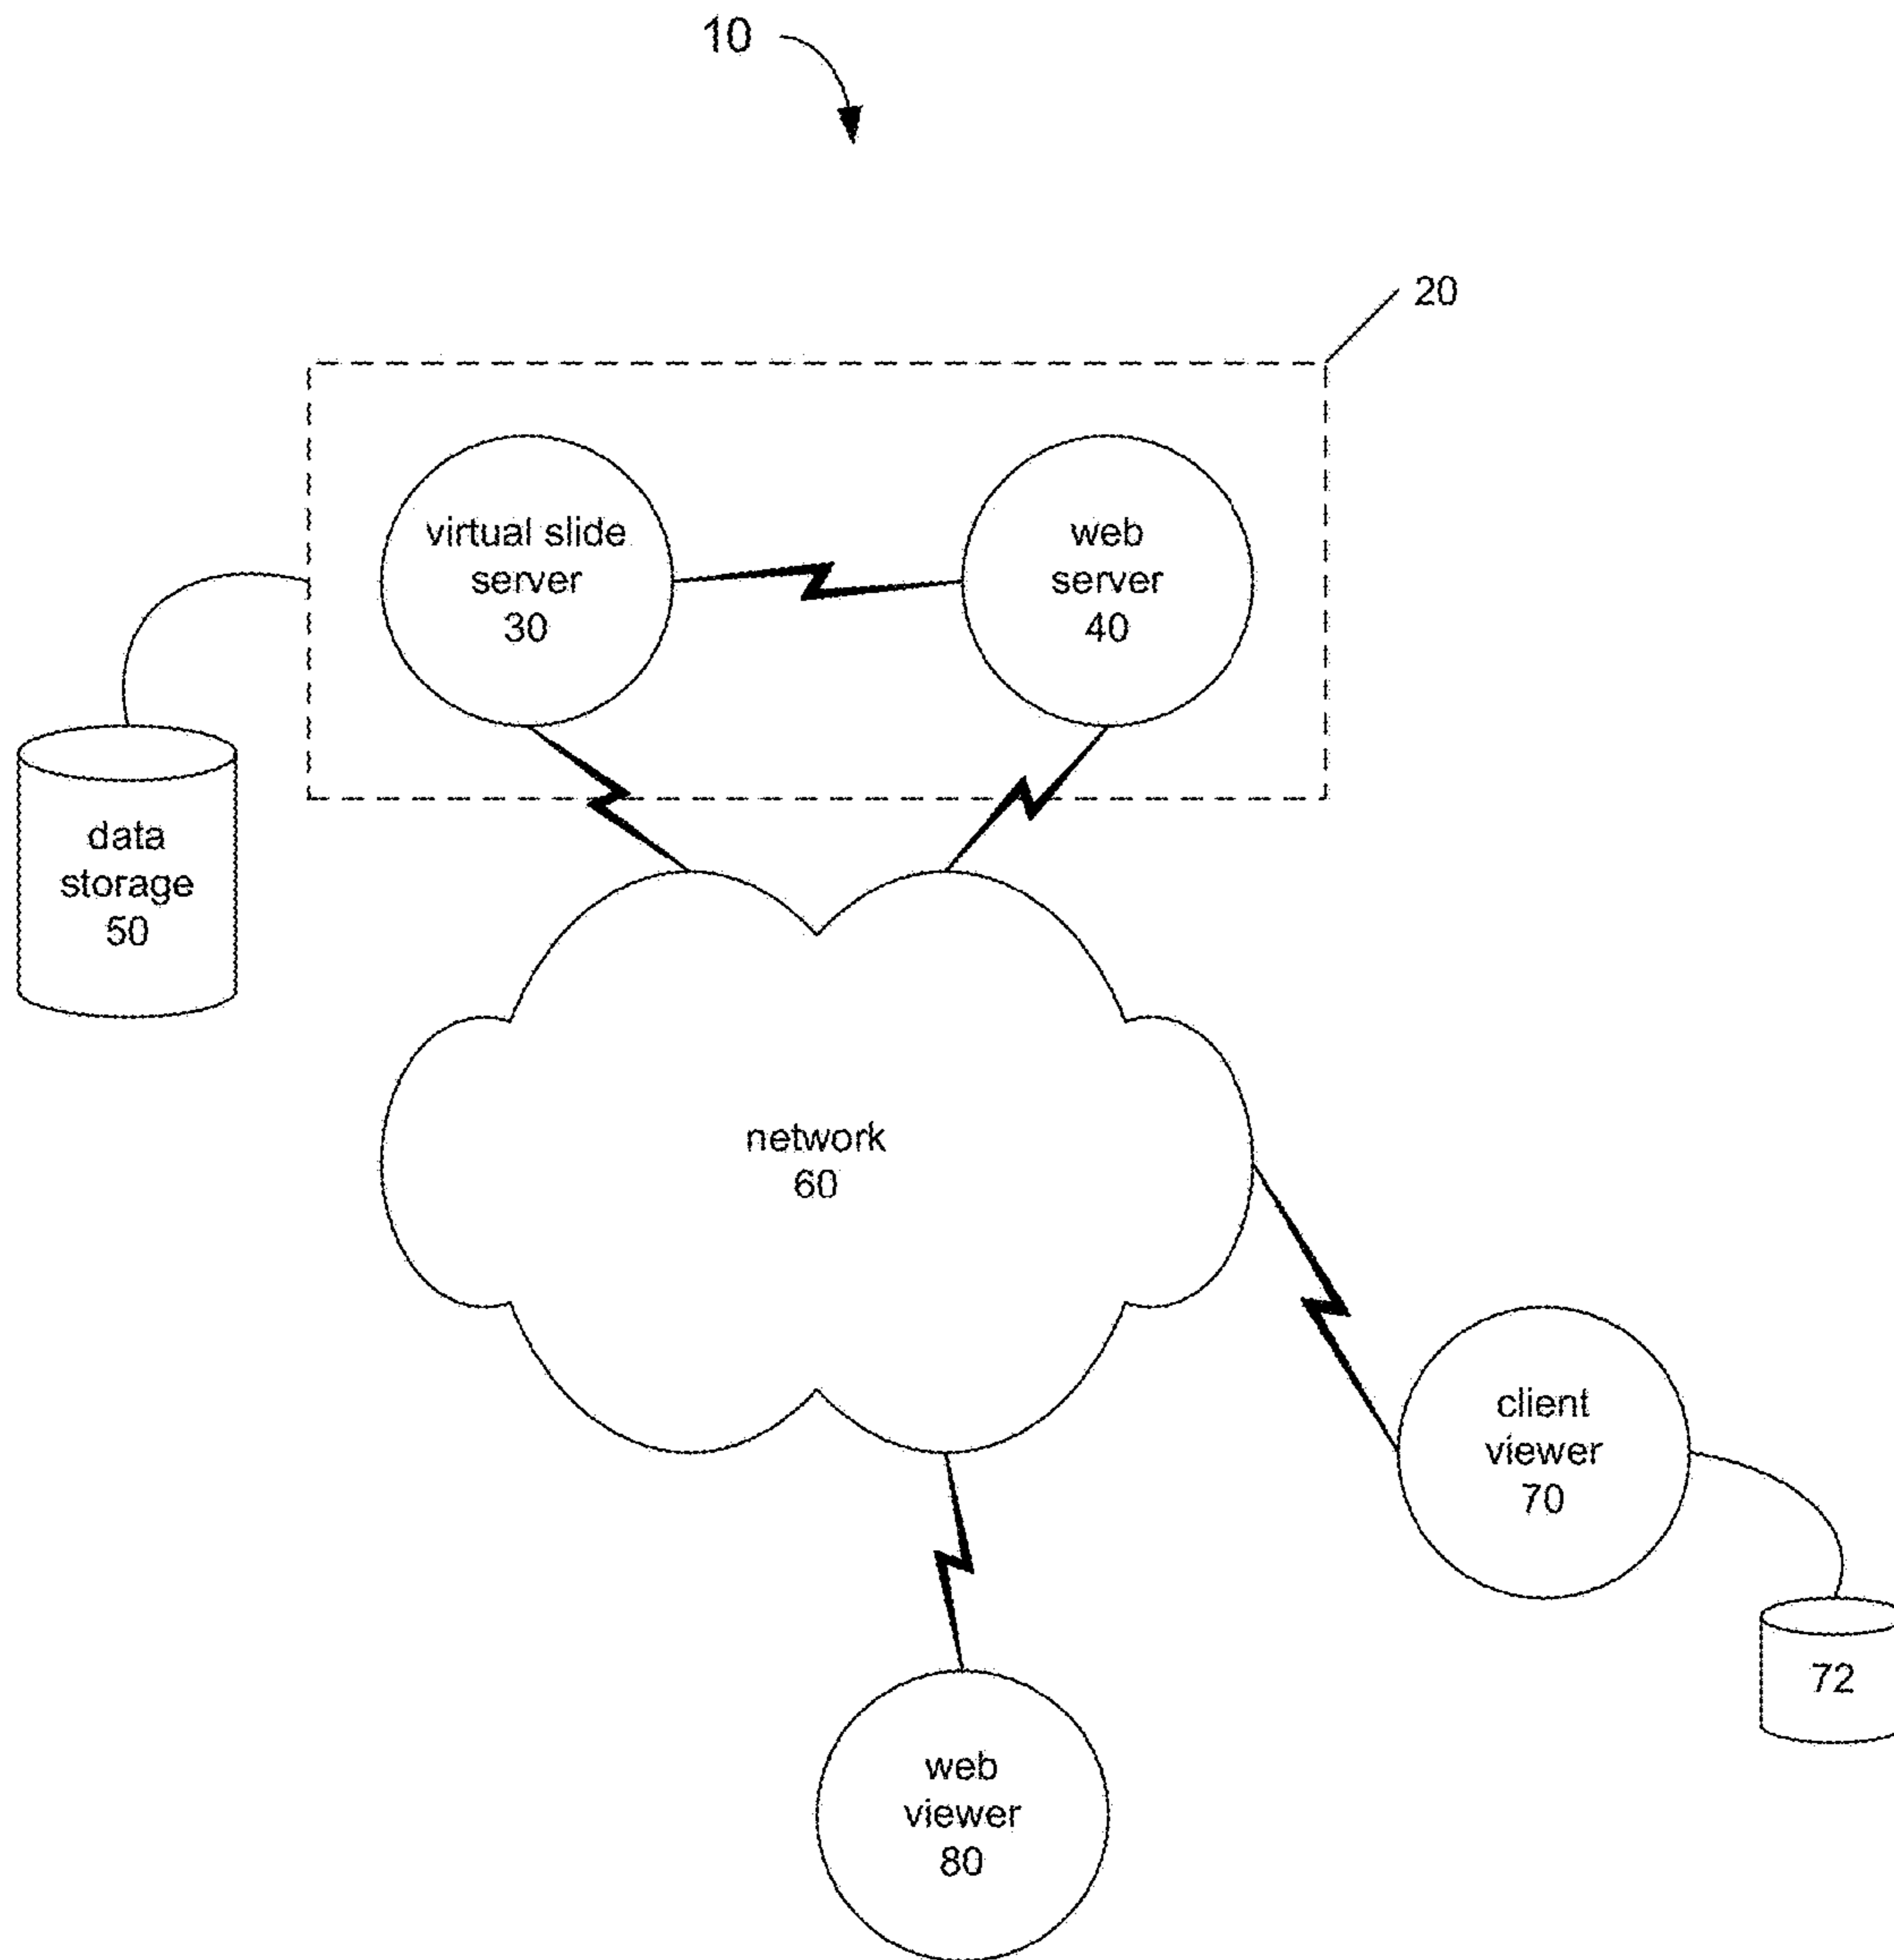 10
20
virtual slide
server
30
web
server
40
data
storage
50
network
60
client
viewer
70
72
web
viewer
80